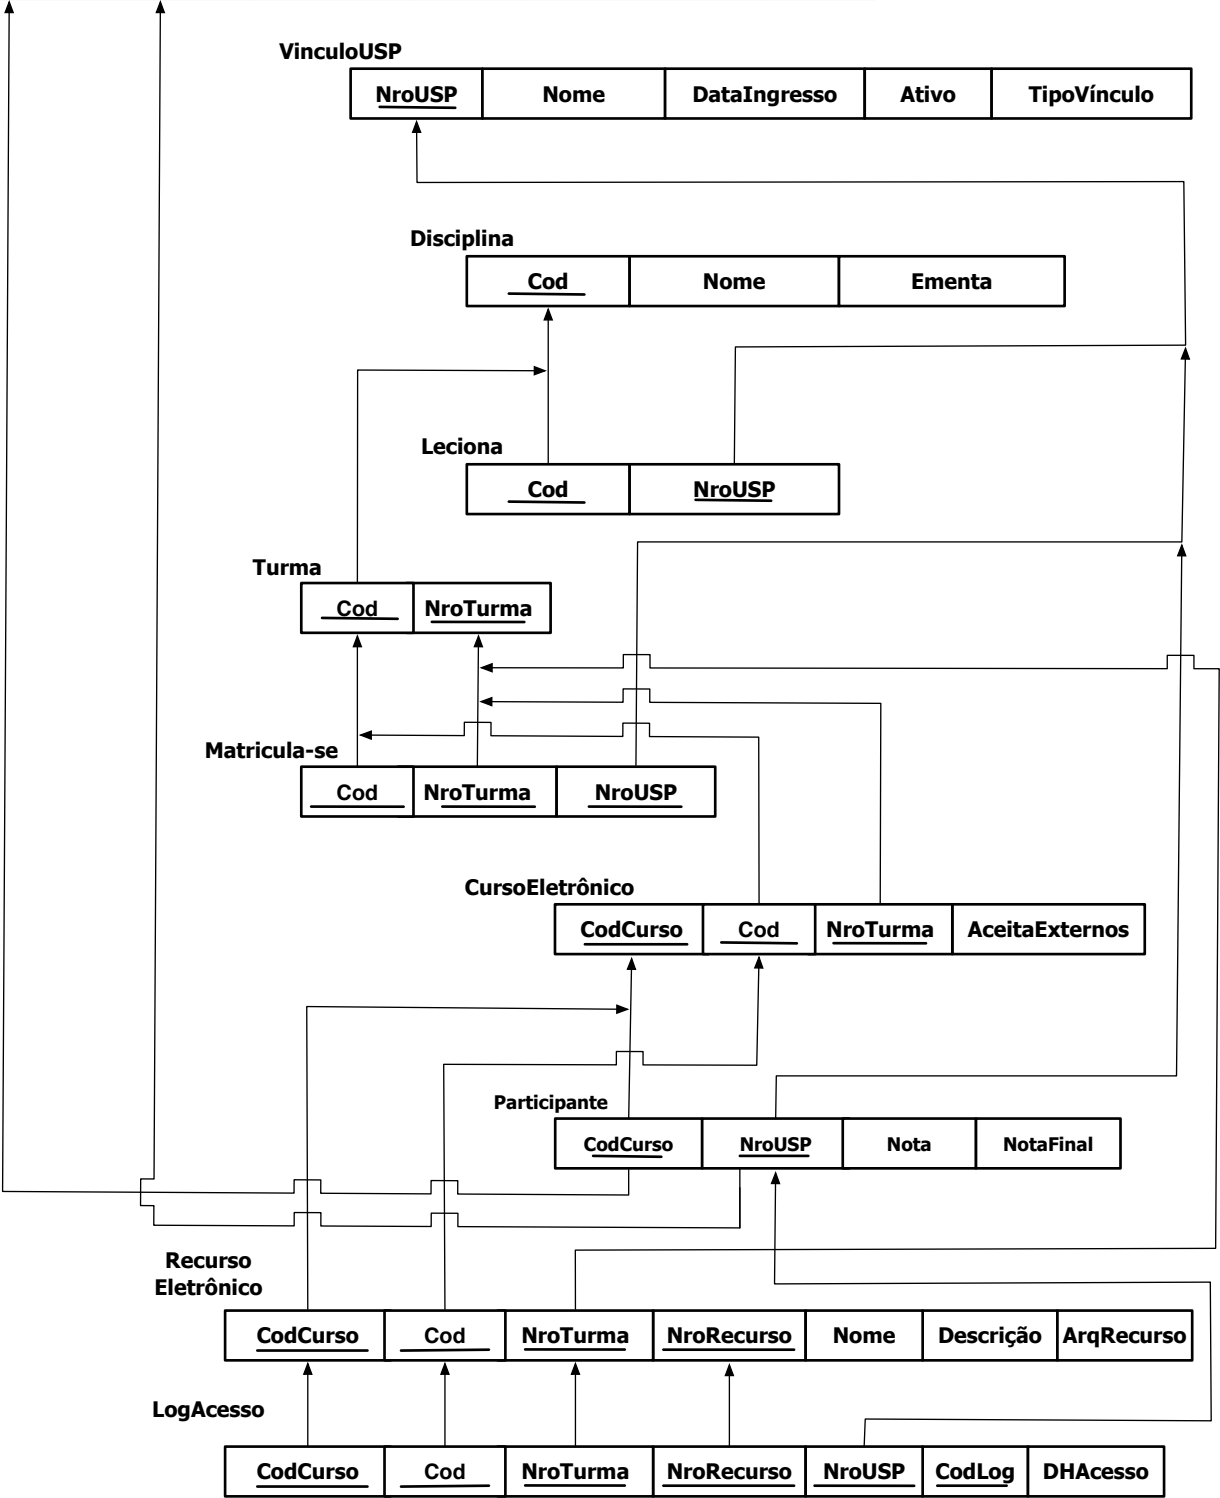 VinculoUSP
NroUSP Nome DataIngresso Ativo TipoVínculo
Disciplina
Cod Nome Ementa
Leciona
Cod NroUSP
Turma
Cod NroTurma
Matricula-se
Cod NroTurma NroUSP
CursoEletrônico
CodCurso Cod NroTurma AceitaExternos
Participante
CodCurso NroUSP Nota NotaFinal
Recurso
Eletrônico
CodCurso Cod NroTurma NroRecurso Nome Descrição ArqRecurso
LogAcesso
CodCurso Cod NroTurma NroRecurso NroUSP CodLog DHAcesso